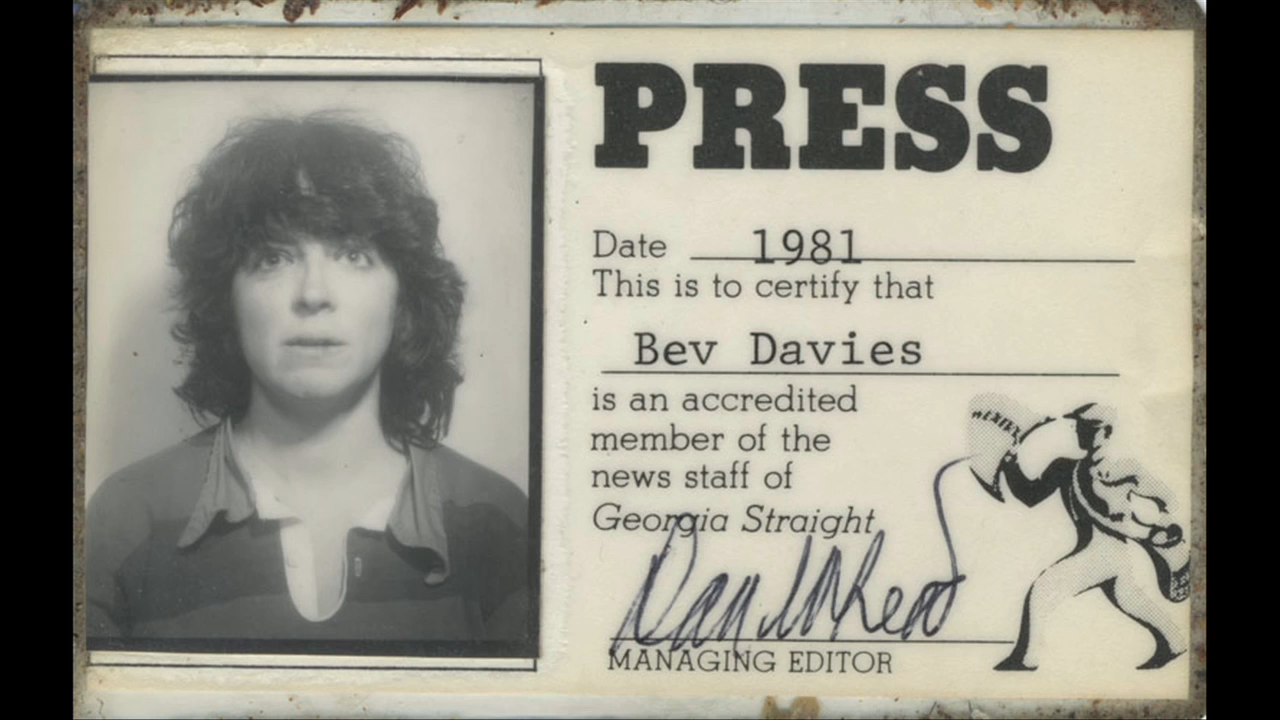 PRESS
Date 1981
This is to certify that
Bev Davies
is an accredited
member of the
news staff of
Georgia Straight
MANAGING EDITOR